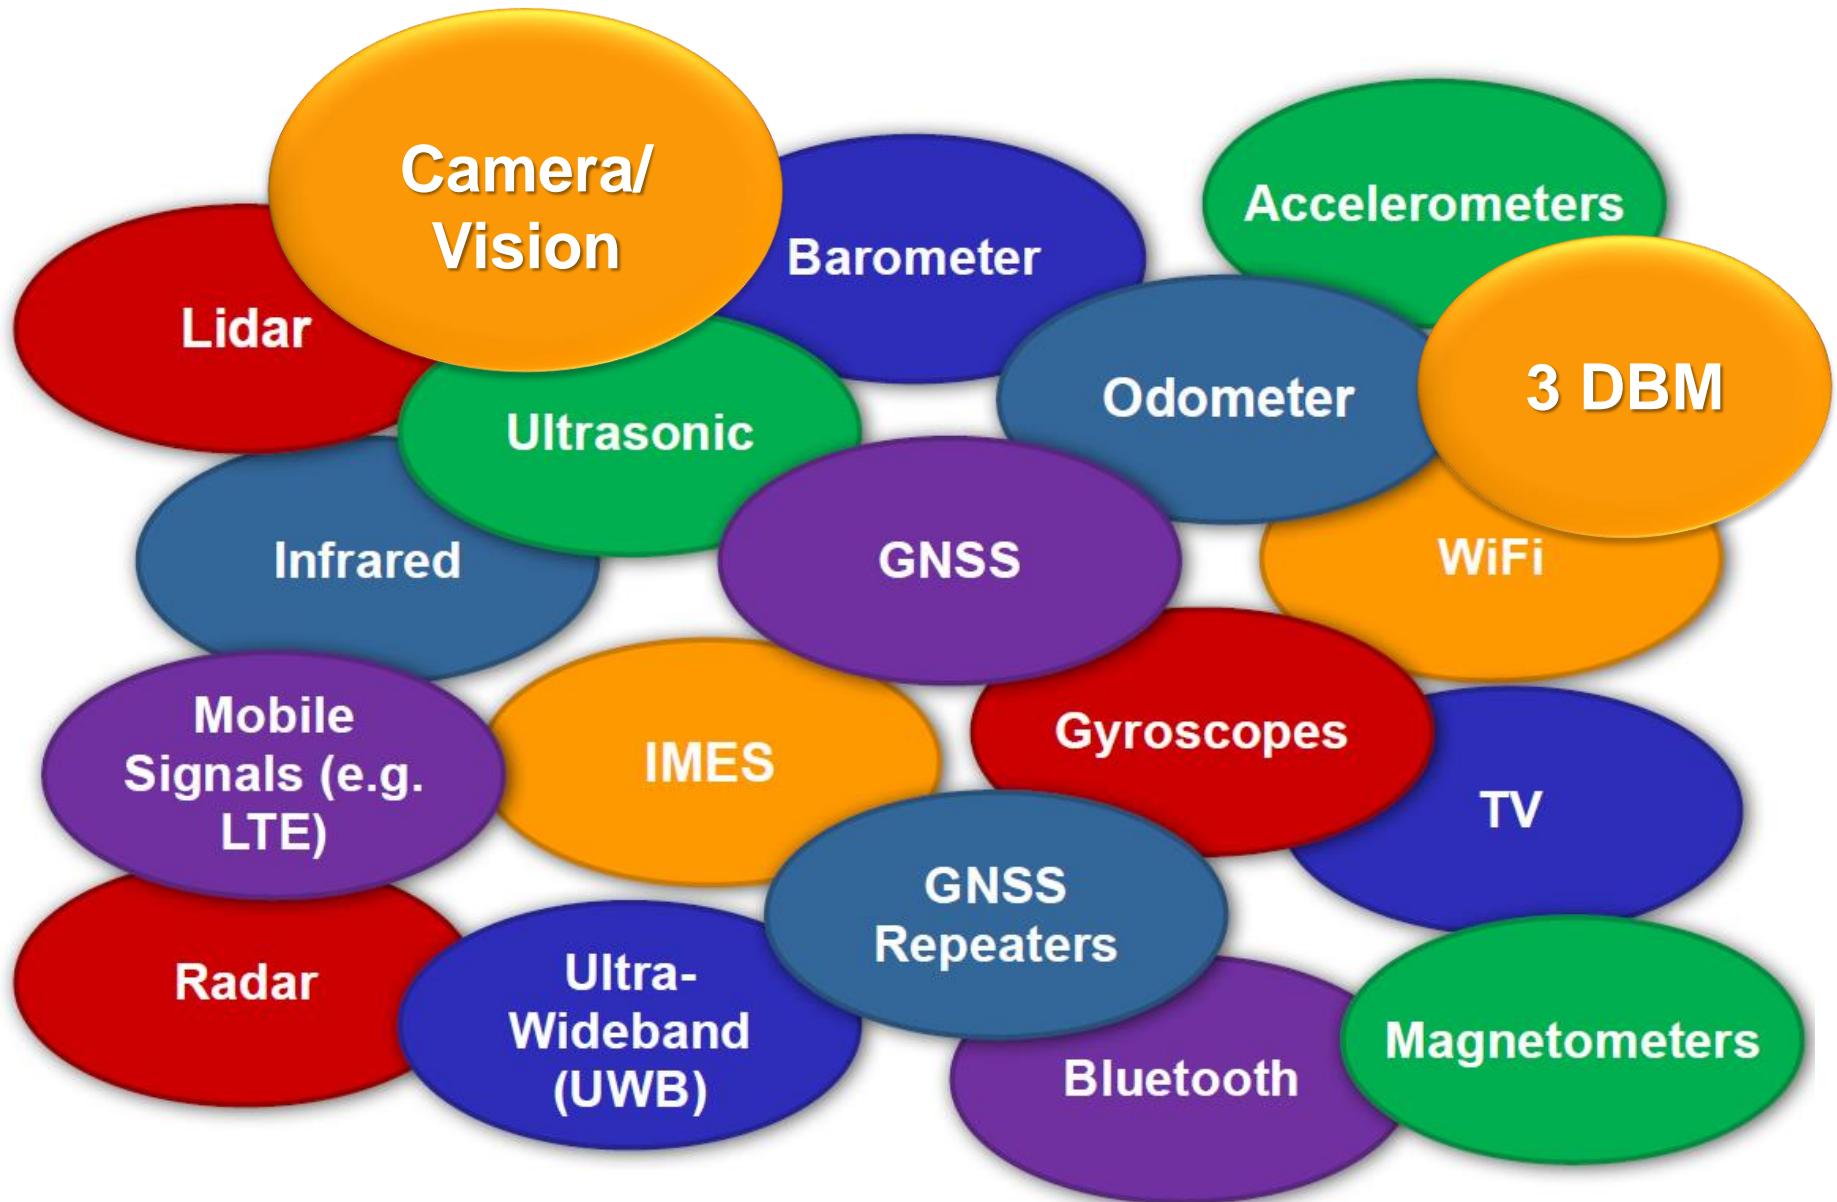 Camera/
Vision
Accelerometers
Barometer
Lidar
3 DBM
Odometer
Ultrasonic
Infrared
GNSS
WiFi
Mobile
Signals (e.g.
LTE)
IMES
Gyroscopes
TV
GNSS
Repeaters
Radar
Ultra-
Wideband
(UWB)
Bluetooth
Magnetometers